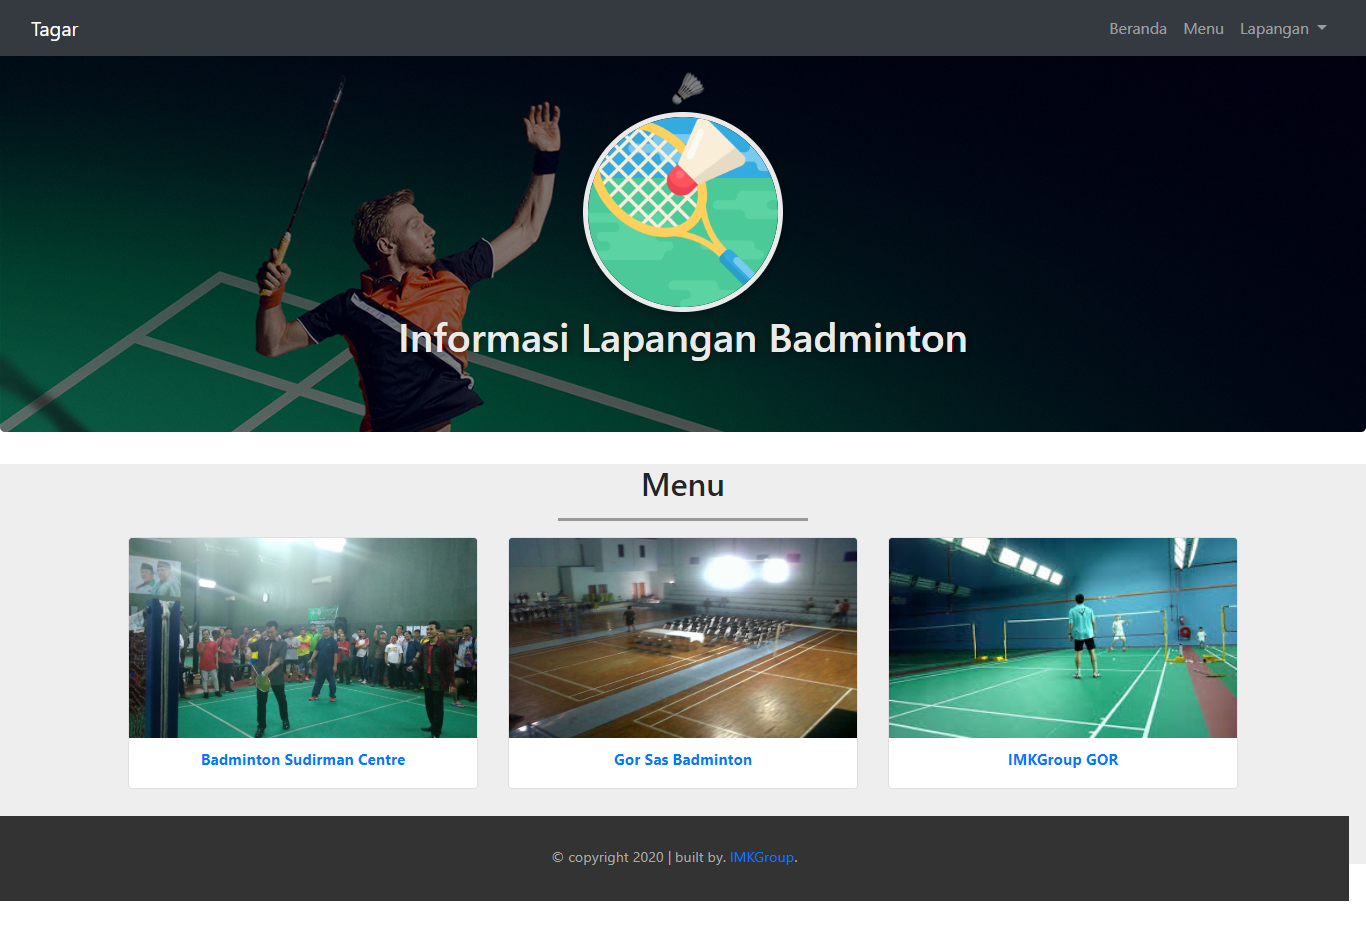 Tagar
Beranda Menu Lapangan
Informasi Lapangan Badminton
Menu
Badminton Sudirman Centre
Gor Sas Badminton
IMKGroup GOR
© copyright 2020 | built by. IMKGroup.